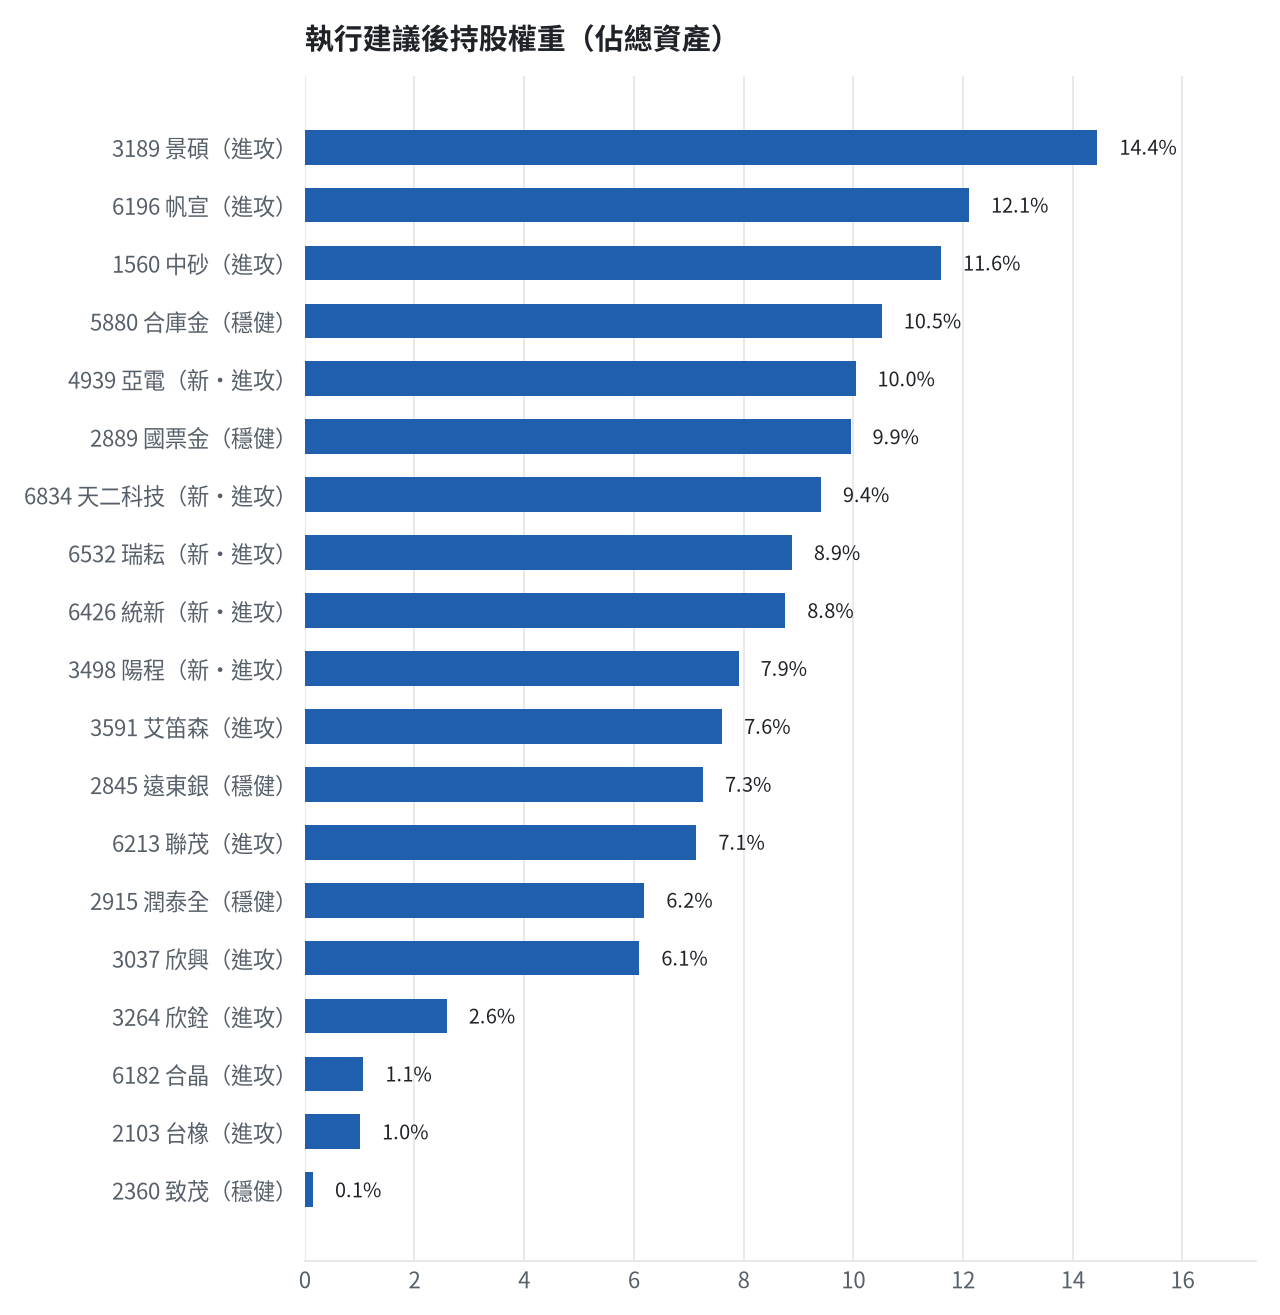 執行建議後持股權重（佔總資產）
3189 景碩（進攻） 14.4%
6196 帆宣（進攻） 12.1%
1560 中砂（進攻） 11.6%
5880 合庫金（穩健） 10.5%
4939 亞電（新・進攻） 10.0%
2889 國票金（穩健） 9.9%
6834 天二科技（新・進攻） 9.4%
6532 瑞耘（新・進攻） 8.9%
6426 統新（新・進攻） 8.8%
3498 陽程（新・進攻） 7.9%
3591 艾笛森（進攻） 7.6%
2845 遠東銀（穩健） 7.3%
6213 聯茂（進攻） 7.1%
2915 潤泰全（穩健） 6.2%
3037 欣興（進攻） 6.1%
3264 欣銓（進攻） 2.6%
6182 合晶（進攻） 1.1%
2103 台橡（進攻） 1.0%
2360 致茂（穩健） 0.1%
0 2 4 6 8 10 12 14 16